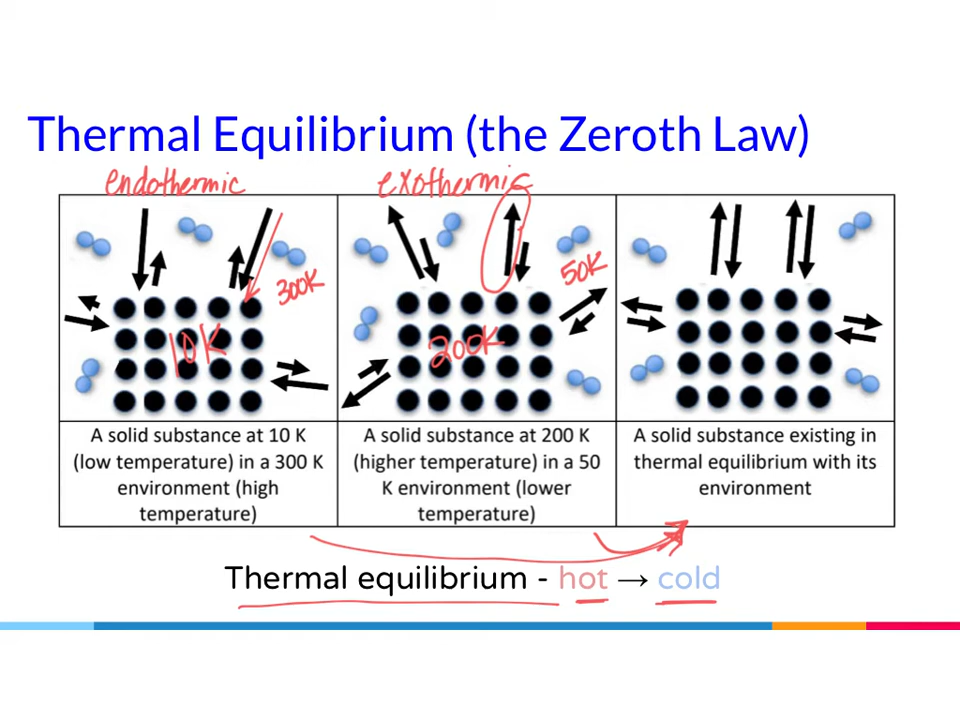 Thermal Equilibrium (the Zeroth Law)
endothermic
exothermic
300K
10K
50K
200K
A solid substance at 10 K
(low temperature) in a 300 K
environment (high
temperature)
A solid substance at 200 K
(higher temperature) in a 50
K environment (lower
temperature)
A solid substance existing in
thermal equilibrium with its
environment
Thermal equilibrium - hot → cold